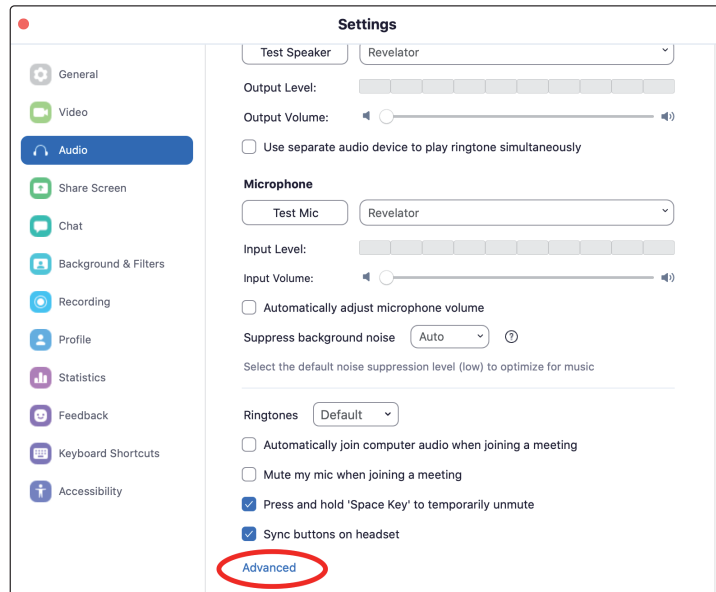 Settings
General
Video
Audio
Share Screen
Chat
Background & Filters
Recording
Profile
Statistics
Feedback
Keyboard Shortcuts
Accessibility
Test Speaker Revelator
Output Level:
Output Volume:
Use separate audio device to play ringtone simultaneously
Microphone
Test Mic Revelator
Input Level:
Input Volume:
Automatically adjust microphone volume
Suppress background noise Auto ?
Select the default noise suppression level (low) to optimize for music
Ringtones Default
Automatically join computer audio when joining a meeting
Mute my mic when joining a meeting
Press and hold 'Space Key' to temporarily unmute
Sync buttons on headset
Advanced